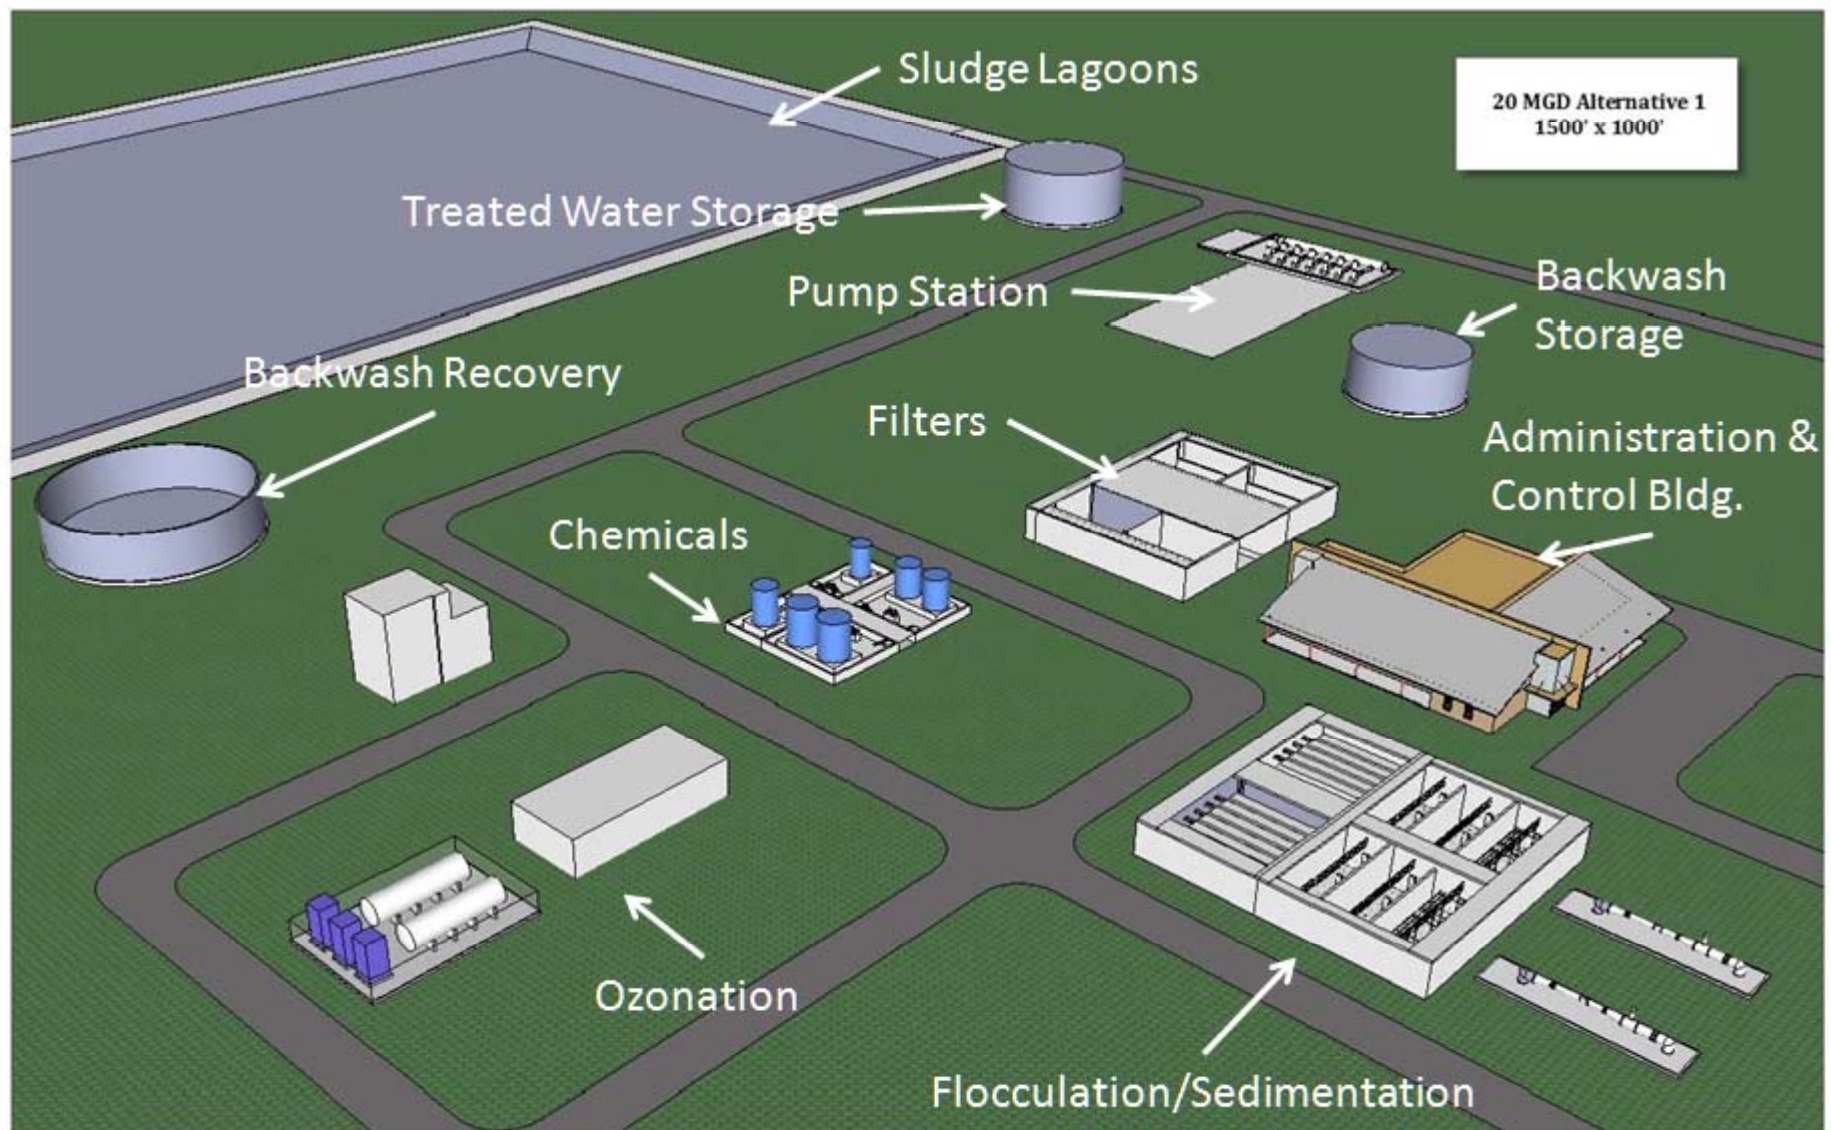 Sludge Lagoons
20 MGD Alternative 1
1500' x 1000'
Treated Water Storage
Pump Station
Backwash
Storage
Backwash Recovery
Filters
Administration &
Control Bldg.
Chemicals
Ozonation
Flocculation/Sedimentation